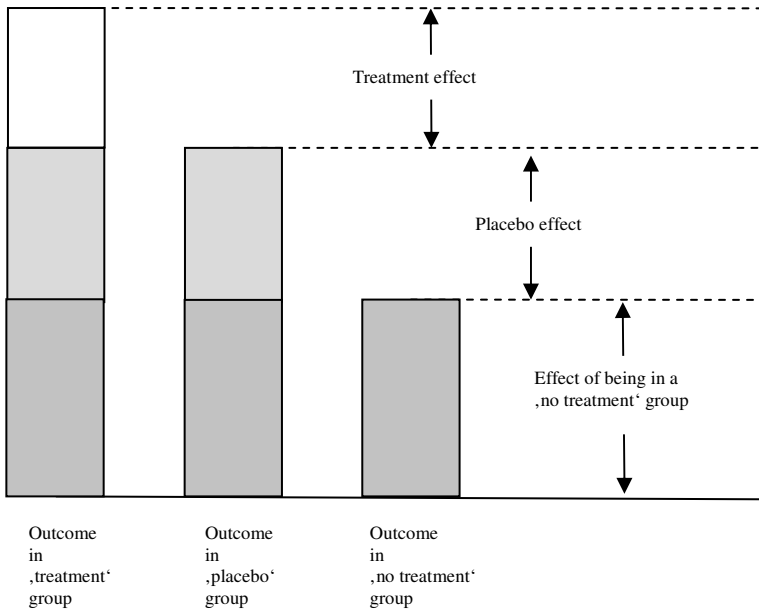 Treatment effect
Placebo effect
Effect of being in a
‚no treatment‘ group
Outcome
in
‚treatment‘
group
Outcome
in
‚placebo‘
group
Outcome
in
‚no treatment‘
group